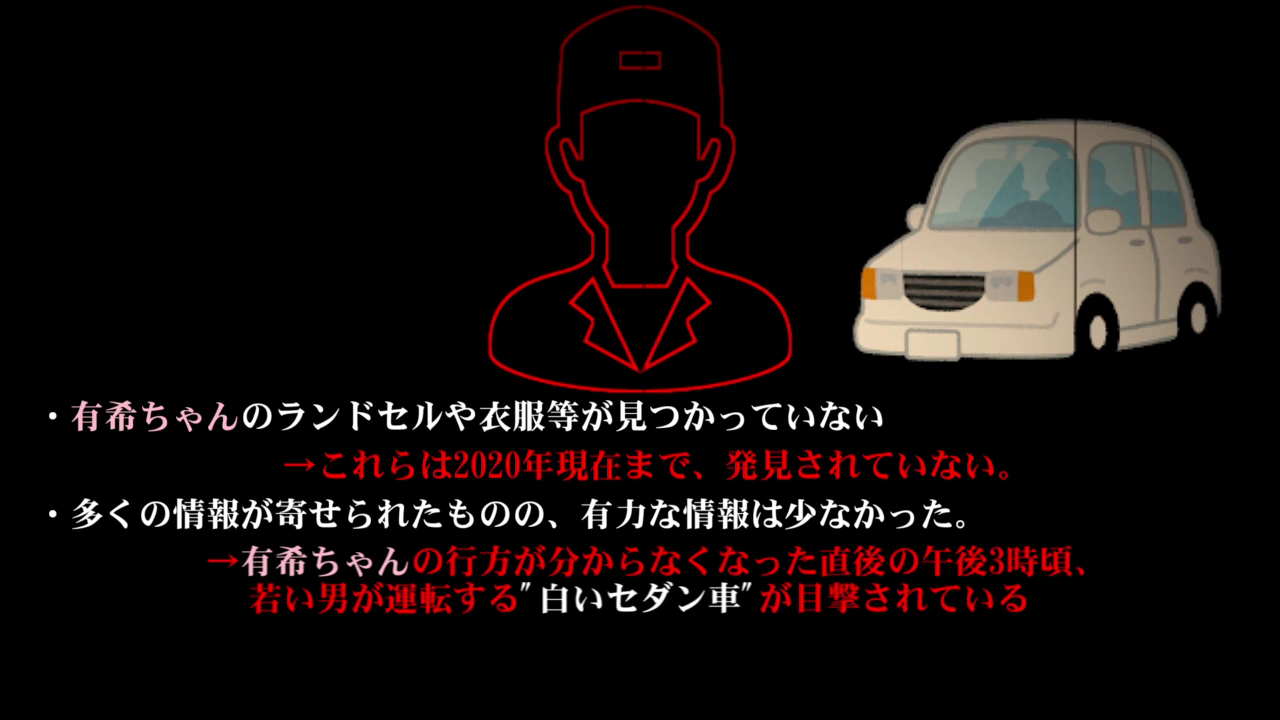 ・有希ちゃんのランドセルや衣服等が見つかっていない
→これらは2020年現在まで、発見されていない。
・多くの情報が寄せられたものの、有力な情報は少なかった。
→有希ちゃんの行方が分からなくなった直後の午後3時頃、
若い男が運転する"白いセダン車"が目撃されている